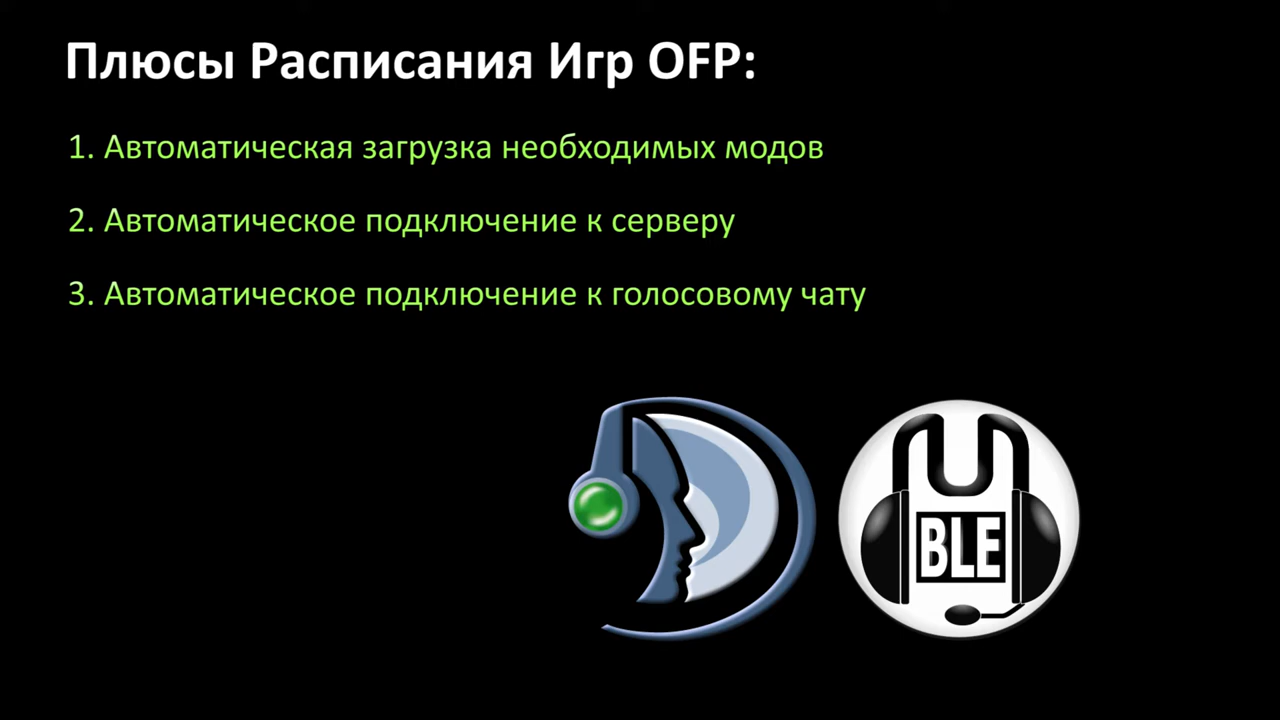 Плюсы Расписания Игр OFP:
1. Автоматическая загрузка необходимых модов
2. Автоматическое подключение к серверу
3. Автоматическое подключение к голосовому чату
BLE